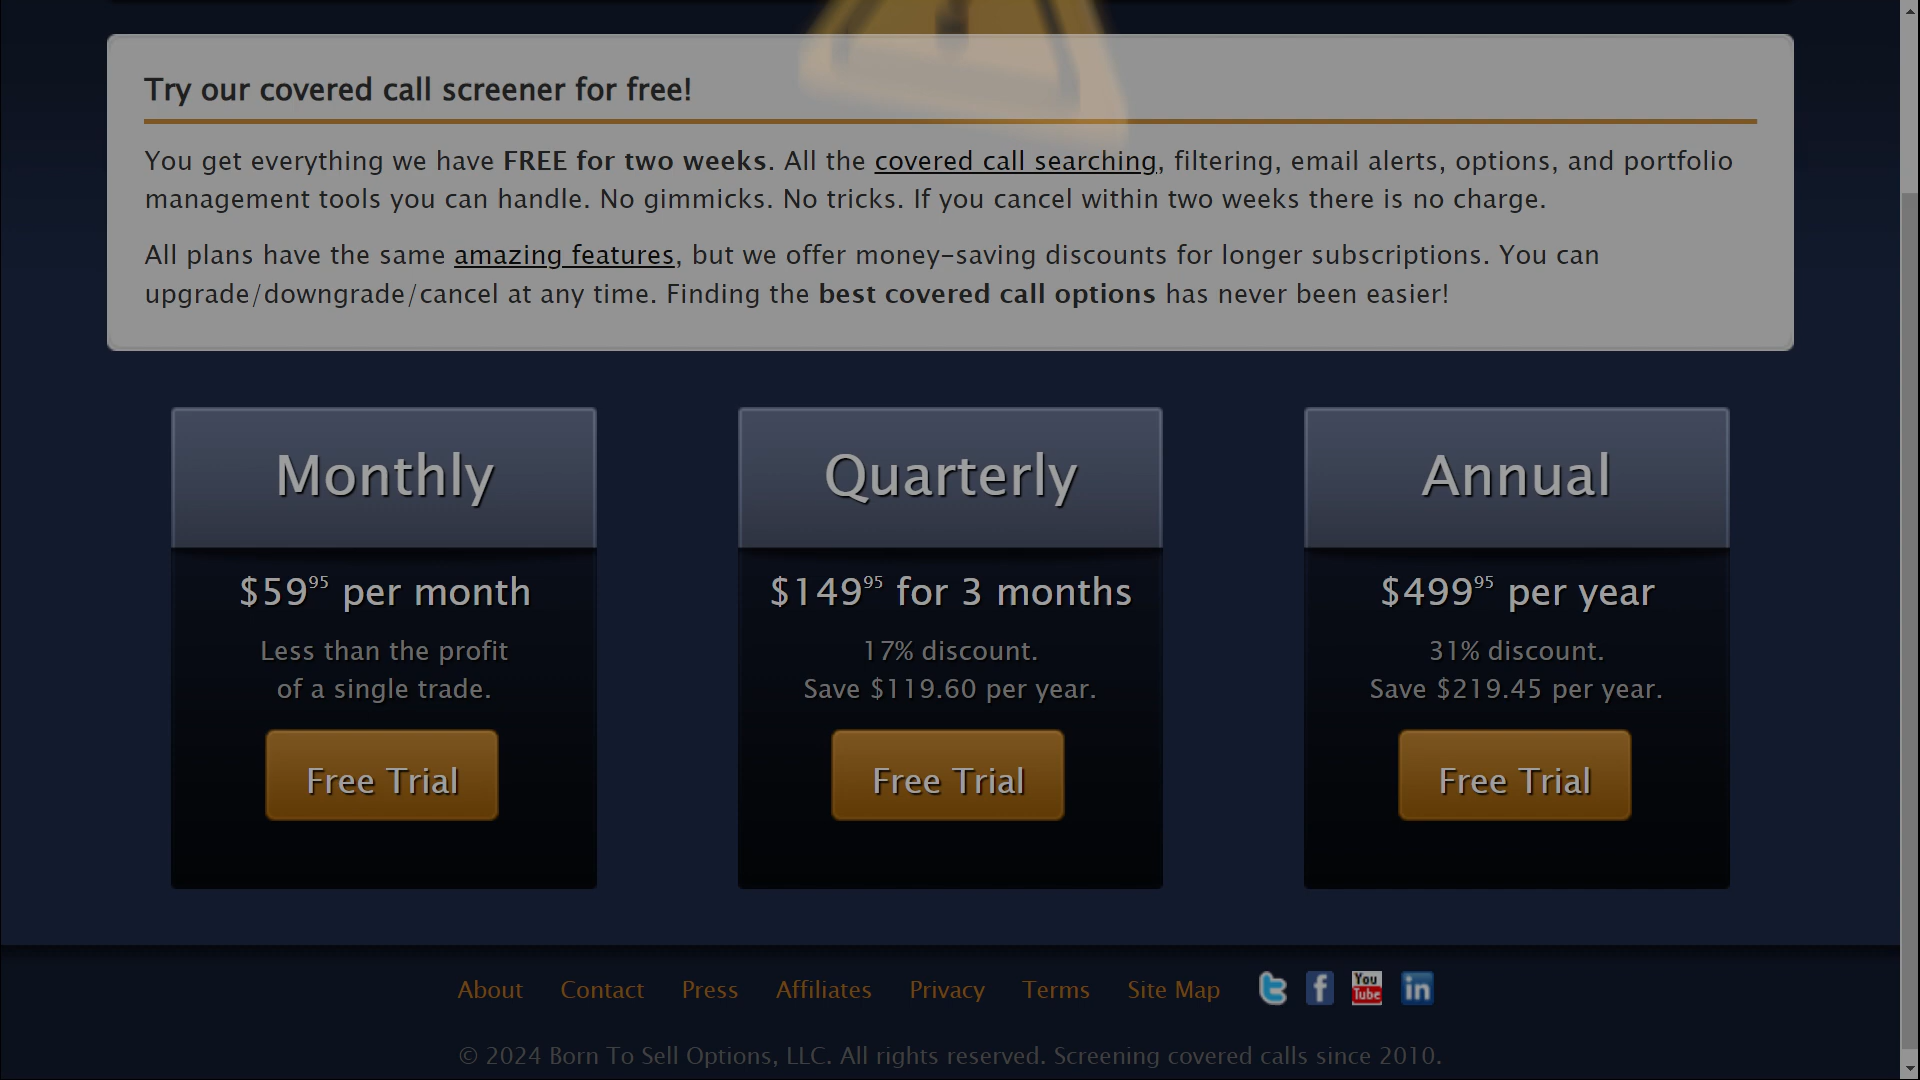 Try our covered call screener for free!
You get everything we have FREE for two weeks. All the covered call searching, filtering, email alerts, options, and portfolio
management tools you can handle. No gimmicks. No tricks. If you cancel within two weeks there is no charge.
All plans have the same amazing features, but we offer money-saving discounts for longer subscriptions. You can
upgrade/downgrade/cancel at any time. Finding the best covered call options has never been easier!
Monthly
$5995 per month
Less than the profit
of a single trade.
Free Trial
Quarterly
$14995 for 3 months
17% discount.
Save $119.60 per year.
Free Trial
Annual
$49995 per year
31% discount.
Save $219.45 per year.
Free Trial
About Contact Press Affiliates Privacy Terms Site Map You Tube in
© 2024 Born To Sell Options, LLC. All rights reserved. Screening covered calls since 2010.